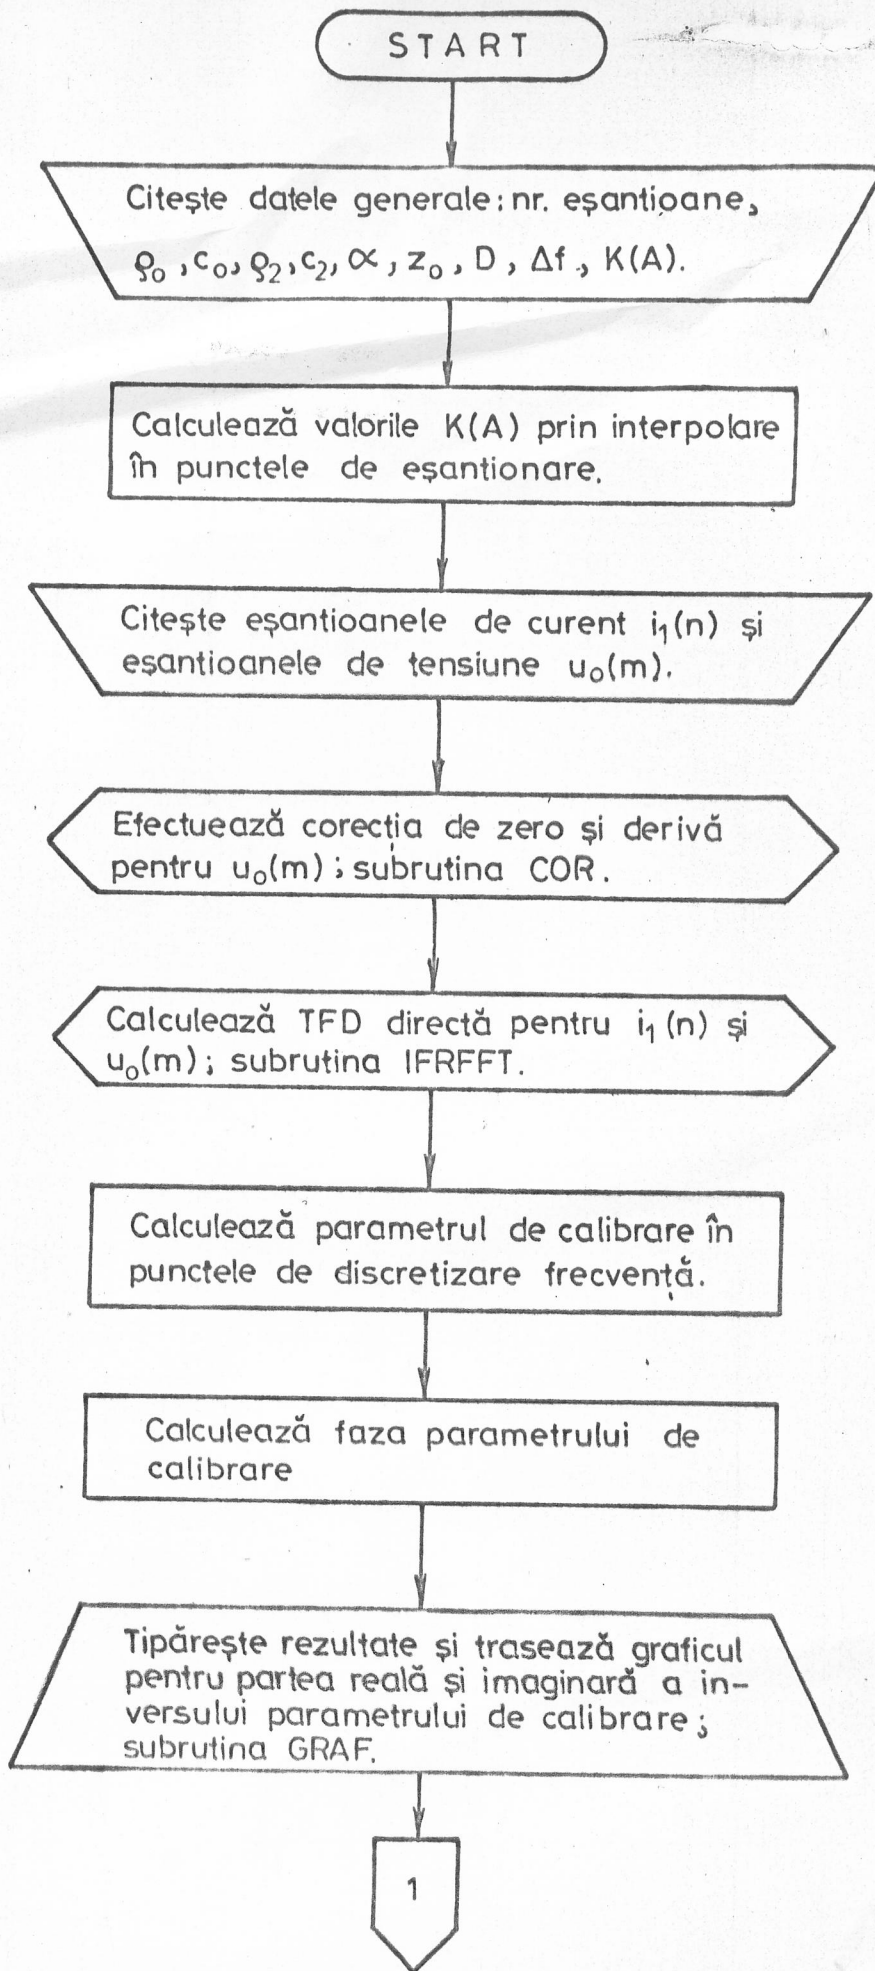 START
Citește datele generale: nr. eșantioane,
ρ₀, c₀, ρ₂, c₂, α, z₀, D, Δf, K(A).
Calculează valorile K(A) prin interpolare
în punctele de eșantionare.
Citește eșantioanele de curent i₁(n) și
eșantioanele de tensiune u₀(m).
Efectuează corecția de zero și derivă
pentru u₀(m); subrutina COR.
Calculează TFD directă pentru i₁(n) și
u₀(m); subrutina IFRFFT.
Calculează parametrul de calibrare în
punctele de discretizare frecvență.
Calculează faza parametrului de
calibrare
Tipărește rezultate și trasează graficul
pentru partea reală și imaginară a in-
versului parametrului de calibrare;
subrutina GRAF.
1